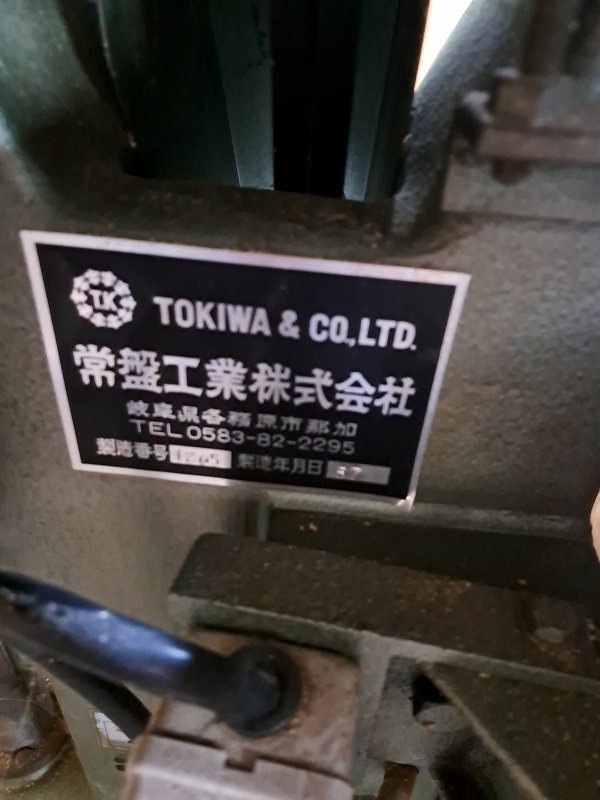 TK
TOKIWA & CO.,LTD.
常盤工業株式会社
岐阜県各務原市那加
TEL 0583-82-2295
製造番号 製造年月日 87